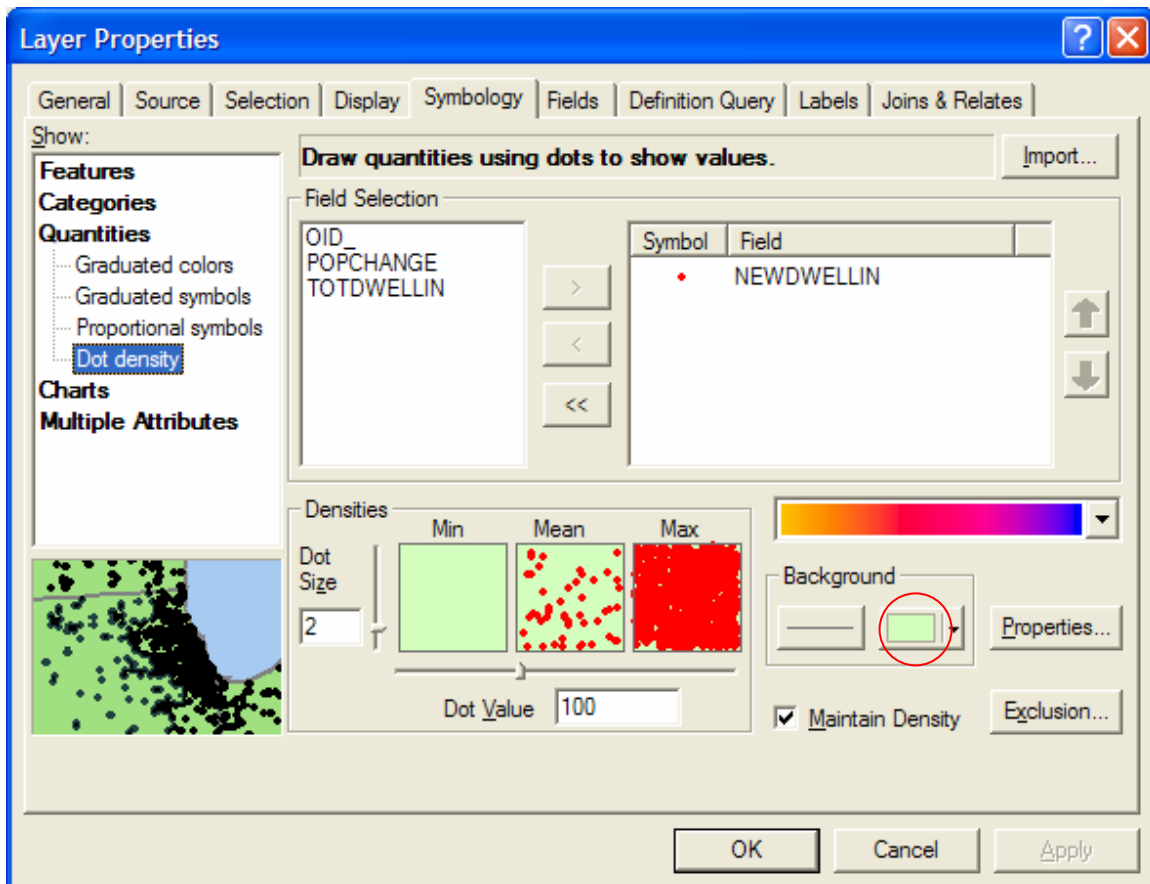 Layer Properties
General Source Selection Display Symbology Fields Definition Query Labels Joins & Relates
Show:
Features
Categories
Quantities
Graduated colors
Graduated symbols
Proportional symbols
Dot density
Charts
Multiple Attributes
Draw quantities using dots to show values.
Import...
Field Selection
OID_
POPCHANGE
TOTDWELLIN
>
<
<<
Symbol Field
NEWDWELLIN
Densities
Min Mean Max
Dot
Size
2
Dot Value 100
Background
Properties...
Maintain Density
Exclusion...
OK Cancel Apply